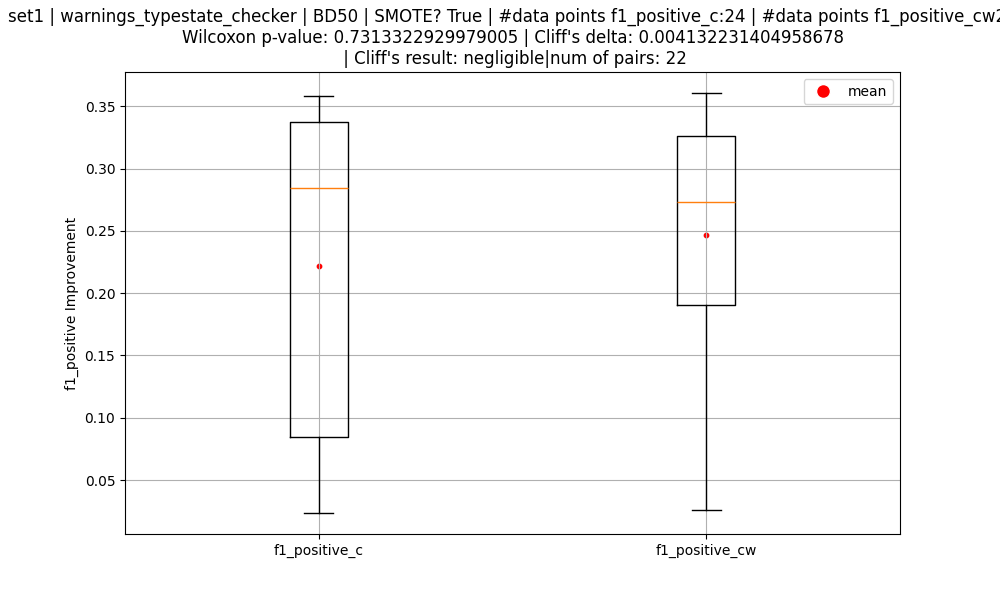 set1 | warnings_typestate_checker | BD50 | SMOTE? True | #data points f1_positive_c:24 | #data points f1_positive_cw
Wilcoxon p-value: 0.7313322929979005 | Cliff's delta: 0.004132231404958678
| Cliff's result: negligible|num of pairs: 22
mean
0.35
0.30
0.25
0.20
0.15
0.10
0.05
f1_positive Improvement
f1_positive_c
f1_positive_cw